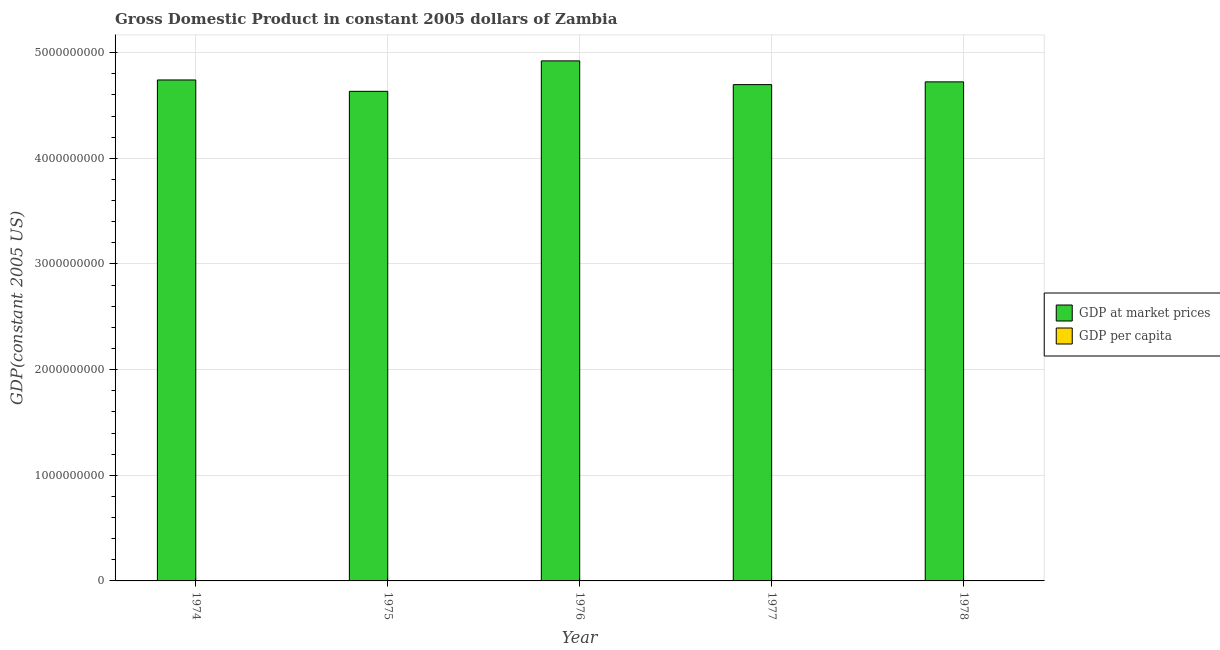 Gross Domestic Product in constant 2005 dollars of Zambia
GDP(constant 2005 US)
5000000000
4000000000
3000000000
2000000000
1000000000
0
1974
1975
1976
1977
1978
Year
GDP at market prices
GDP per capita